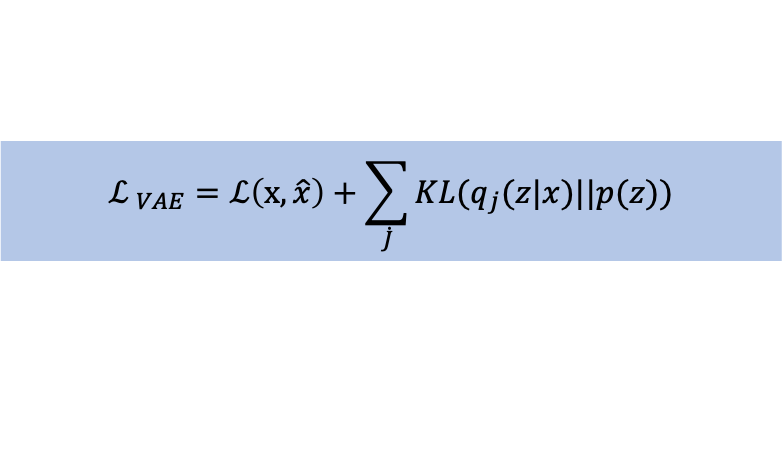 ℒ_VAE = ℒ(x, x̂) + ∑_j KL(q_j(z|x)||p(z))